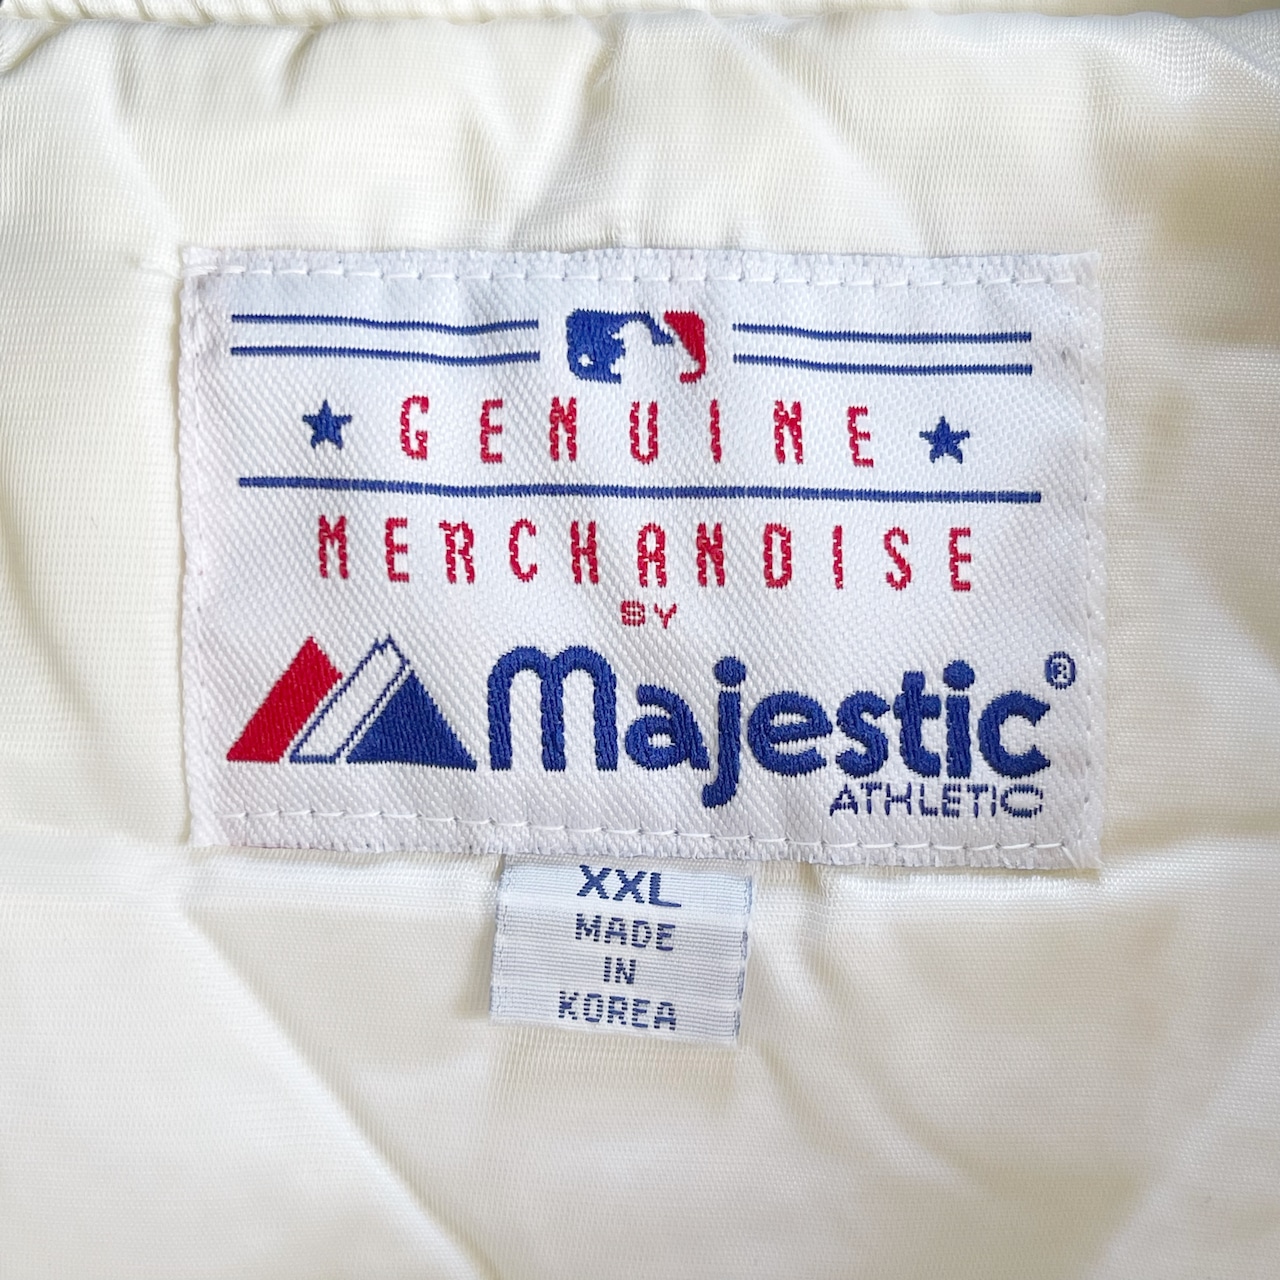 GENUINE
MERCHANDISE
BY
Majestic®
ATHLETIC
XXL
MADE
IN
KOREA